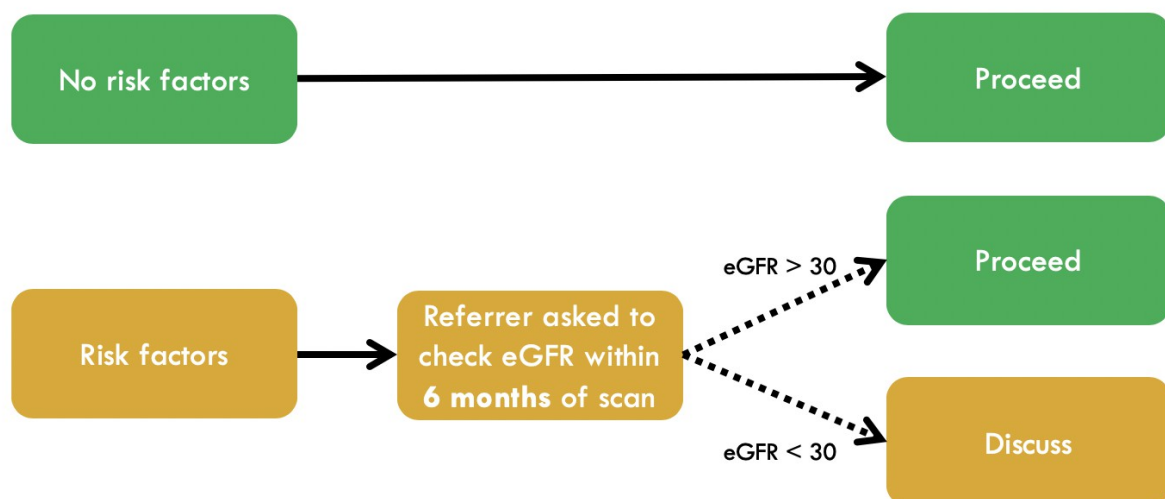 No risk factors
Proceed
eGFR > 30
Proceed
Risk factors
Referrer asked to
check eGFR within
6 months of scan
eGFR < 30
Discuss